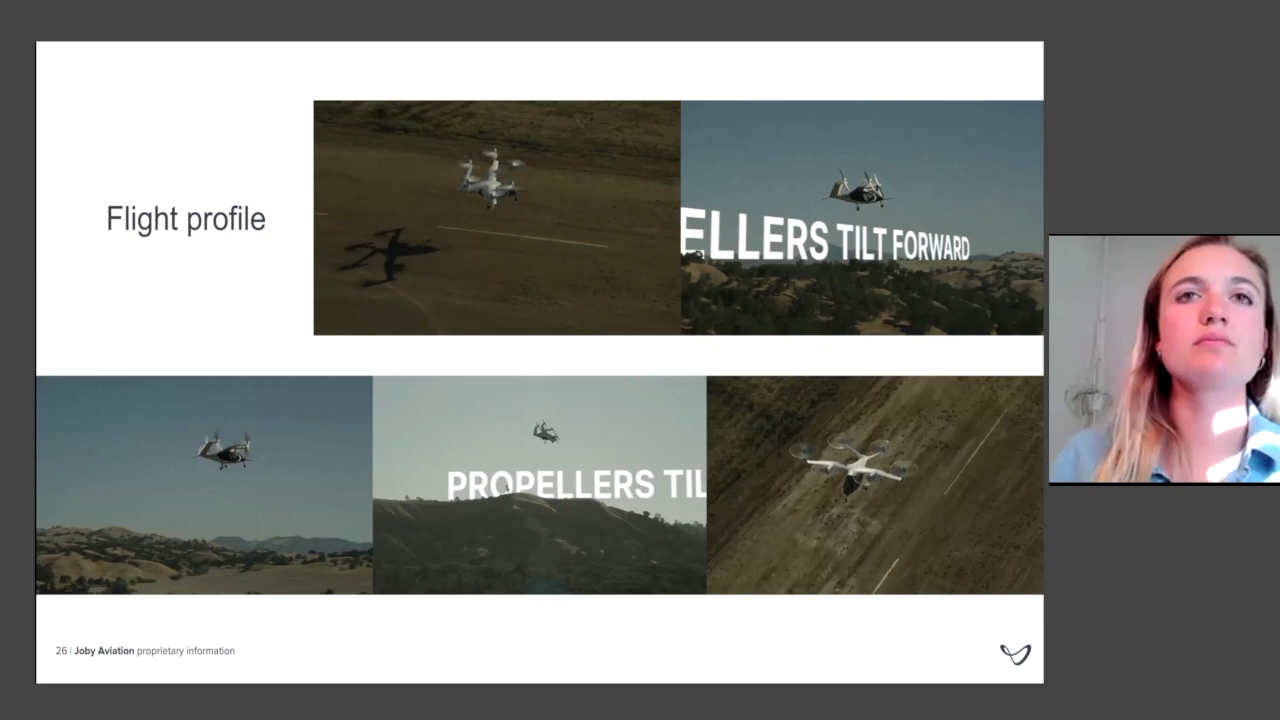 Flight profile
ELLERS TILT FORWARD
PROPELLERS TIL
26 | Joby Aviation proprietary information